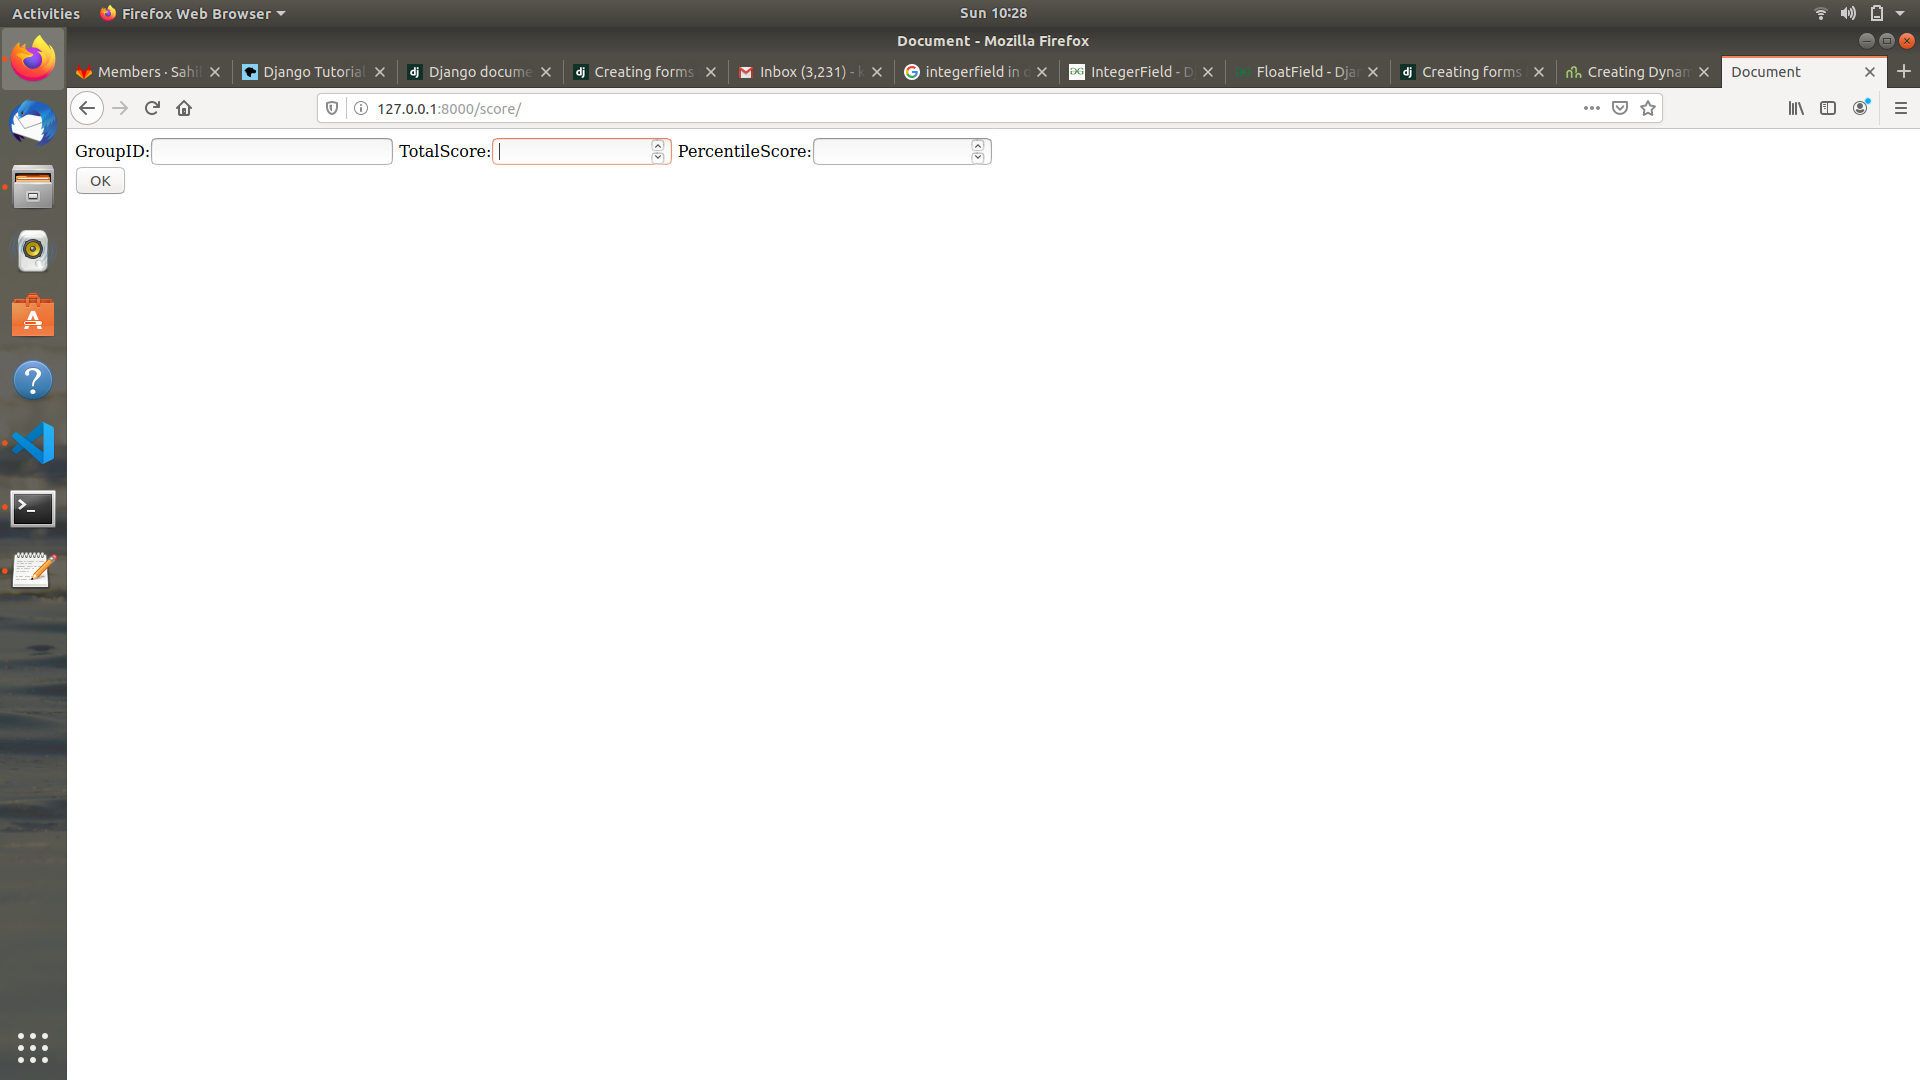 Activities Firefox Web Browser Sun 10:28
Document - Mozilla Firefox
Members · Sahil Django Tutorial Django docume Creating forms Inbox (3,231) - k integerfield in d IntegerField - Dj FloatField - Djan Creating forms Creating Dynam Document
127.0.0.1:8000/score/
GroupID: TotalScore: PercentileScore:
OK